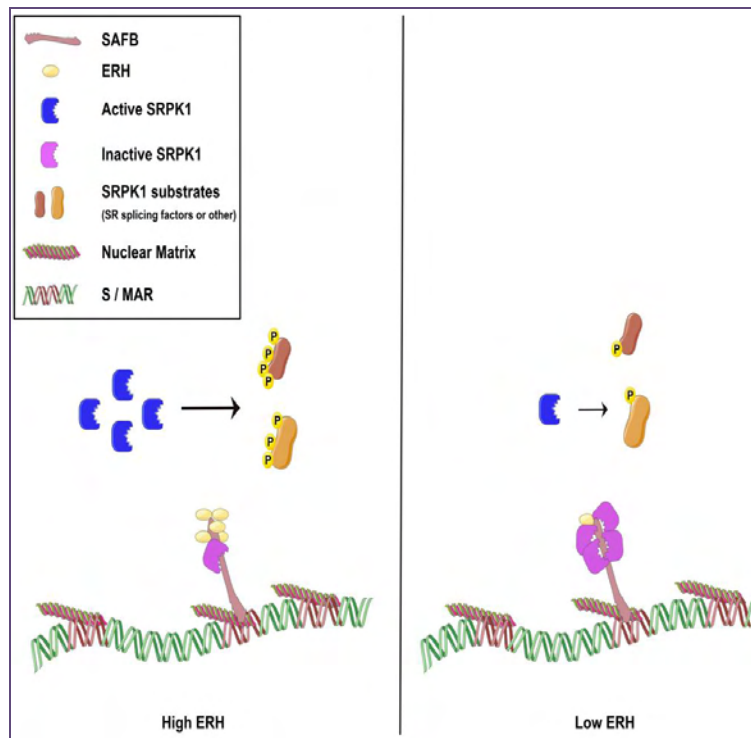 SAFB
ERH
Active SRPK1
Inactive SRPK1
SRPK1 substrates
(SR splicing factors or other)
Nuclear Matrix
S / MAR
P
P
P
P
P
P
P
High ERH
P
P
Low ERH